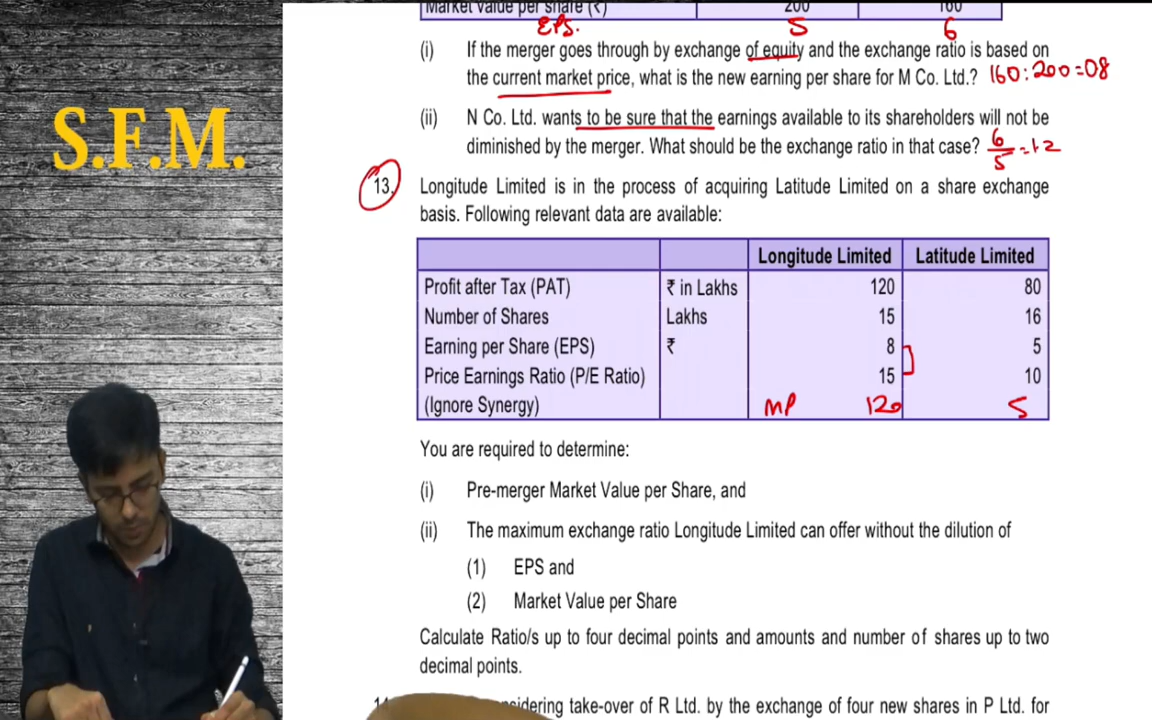 Market Value per share (₹) 200 160
EPS. 5 6
(i) If the merger goes through by exchange of equity and the exchange ratio is based on
the current market price, what is the new earning per share for M Co. Ltd.? 160:200=08
(ii) N Co. Ltd. wants to be sure that the earnings available to its shareholders will not be
diminished by the merger. What should be the exchange ratio in that case? 6/5=1.2
S.F.M.
13. Longitude Limited is in the process of acquiring Latitude Limited on a share exchange
basis. Following relevant data are available:
Longitude Limited Latitude Limited
Profit after Tax (PAT) ₹ in Lakhs 120 80
Number of Shares Lakhs 15 16
Earning per Share (EPS) ₹ 8 5
Price Earnings Ratio (P/E Ratio) 15 10
(Ignore Synergy) MP 120 5
You are required to determine:
(i) Pre-merger Market Value per Share, and
(ii) The maximum exchange ratio Longitude Limited can offer without the dilution of
(1) EPS and
(2) Market Value per Share
Calculate Ratio/s up to four decimal points and amounts and number of shares up to two
decimal points.
take-over of R Ltd. by the exchange of four new shares in P Ltd. for